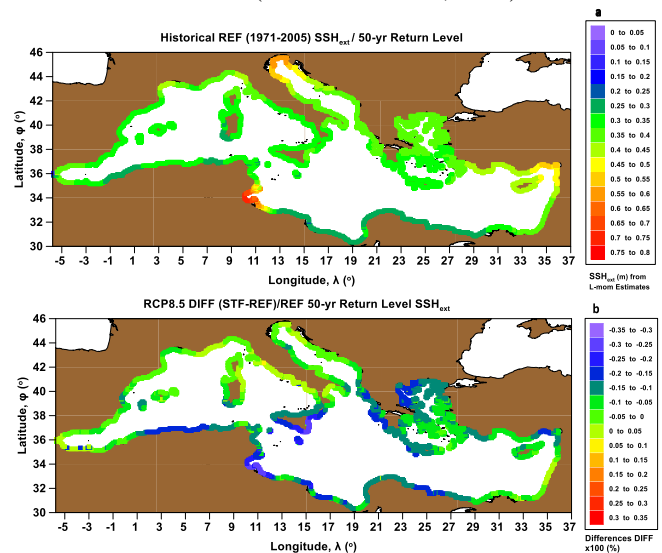 a
Historical REF (1971-2005) SSHext / 50-yr Return Level
46
44
42
40
38
36
34
32
30
Latitude, φ (°)
-5 -3 -1 1 3 5 7 9 11 13 15 17 19 21 23 25 27 29 31 33 35 37
Longitude, λ (°)
0 to 0.05
0.05 to 0.1
0.1 to 0.15
0.15 to 0.2
0.2 to 0.25
0.25 to 0.3
0.3 to 0.35
0.35 to 0.4
0.4 to 0.45
0.45 to 0.5
0.5 to 0.55
0.55 to 0.6
0.6 to 0.65
0.65 to 0.7
0.7 to 0.75
0.75 to 0.8
SSHext (m) from
L-mom Estimates
RCP8.5 DIFF (STF-REF)/REF 50-yr Return Level SSHext
46
44
42
40
38
36
34
32
30
Latitude, φ (°)
-5 -3 -1 1 3 5 7 9 11 13 15 17 19 21 23 25 27 29 31 33 35 37
Longitude, λ (°)
b
-0.35 to -0.3
-0.3 to -0.25
-0.25 to -0.2
-0.2 to -0.15
-0.15 to -0.1
-0.1 to -0.05
-0.05 to 0
0 to 0.05
0.05 to 0.1
0.1 to 0.15
0.15 to 0.2
0.2 to 0.25
0.25 to 0.3
0.3 to 0.35
Differences DIFF
x100 (%)